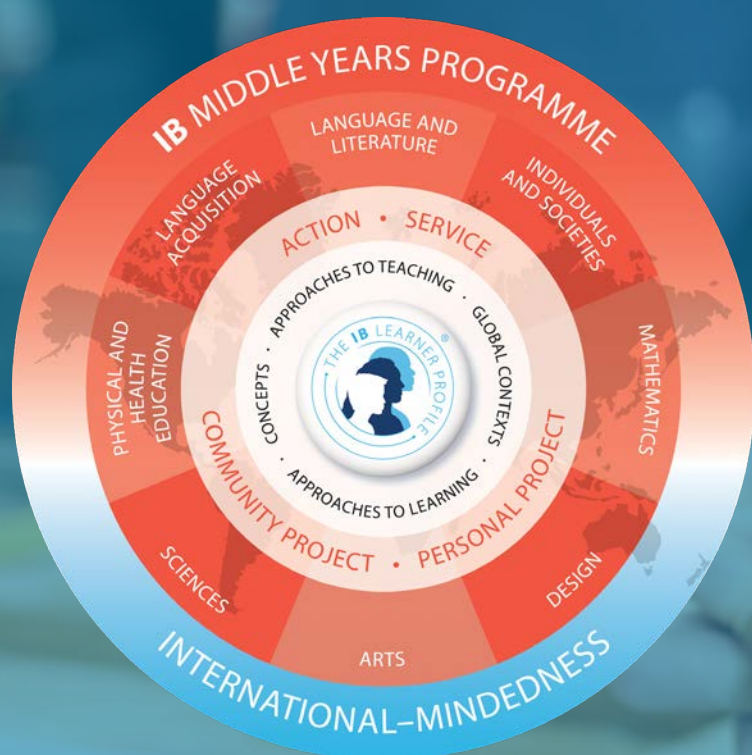 IB MIDDLE YEARS PROGRAMME
LANGUAGE AND
LITERATURE
INDIVIDUALS
AND SOCIETIES
MATHEMATICS
DESIGN
ARTS
SCIENCES
PHYSICAL AND
HEALTH
EDUCATION
LANGUAGE
ACQUISITION
ACTION • SERVICE
PERSONAL PROJECT
•
COMMUNITY PROJECT
APPROACHES TO TEACHING ·
GLOBAL CONTEXTS ·
APPROACHES TO LEARNING ·
CONCEPTS ·
THE IB LEARNER PROFILE ®
INTERNATIONAL–MINDEDNESS